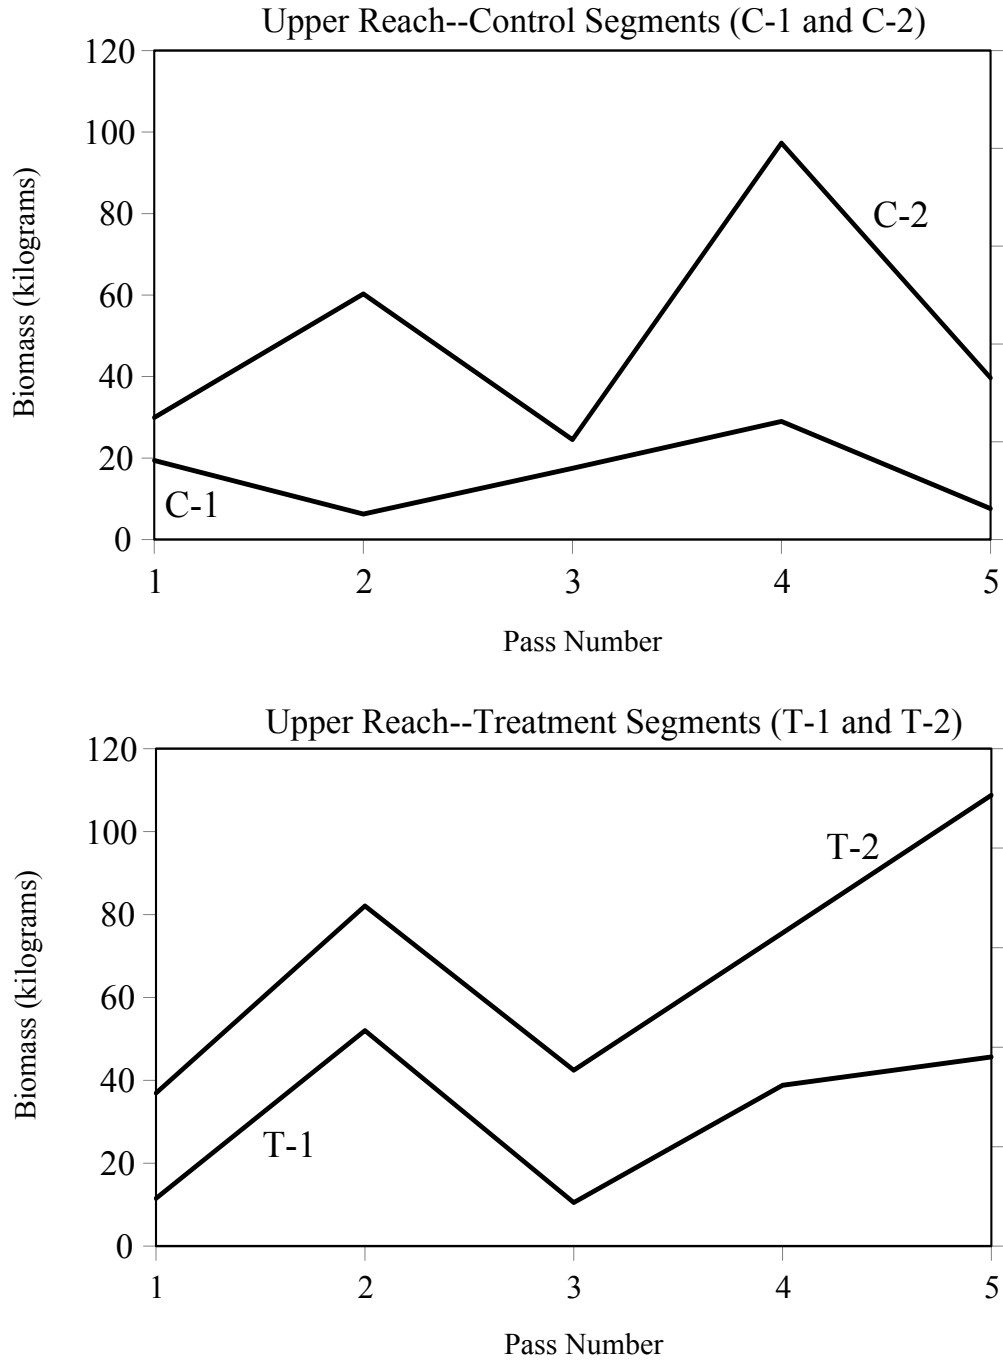 Upper Reach--Control Segments (C-1 and C-2)
120
100
80
60
40
20
0
Biomass (kilograms)
C-2
C-1
1 2 3 4 5
Pass Number
Upper Reach--Treatment Segments (T-1 and T-2)
120
100
80
60
40
20
0
Biomass (kilograms)
T-2
T-1
1 2 3 4 5
Pass Number